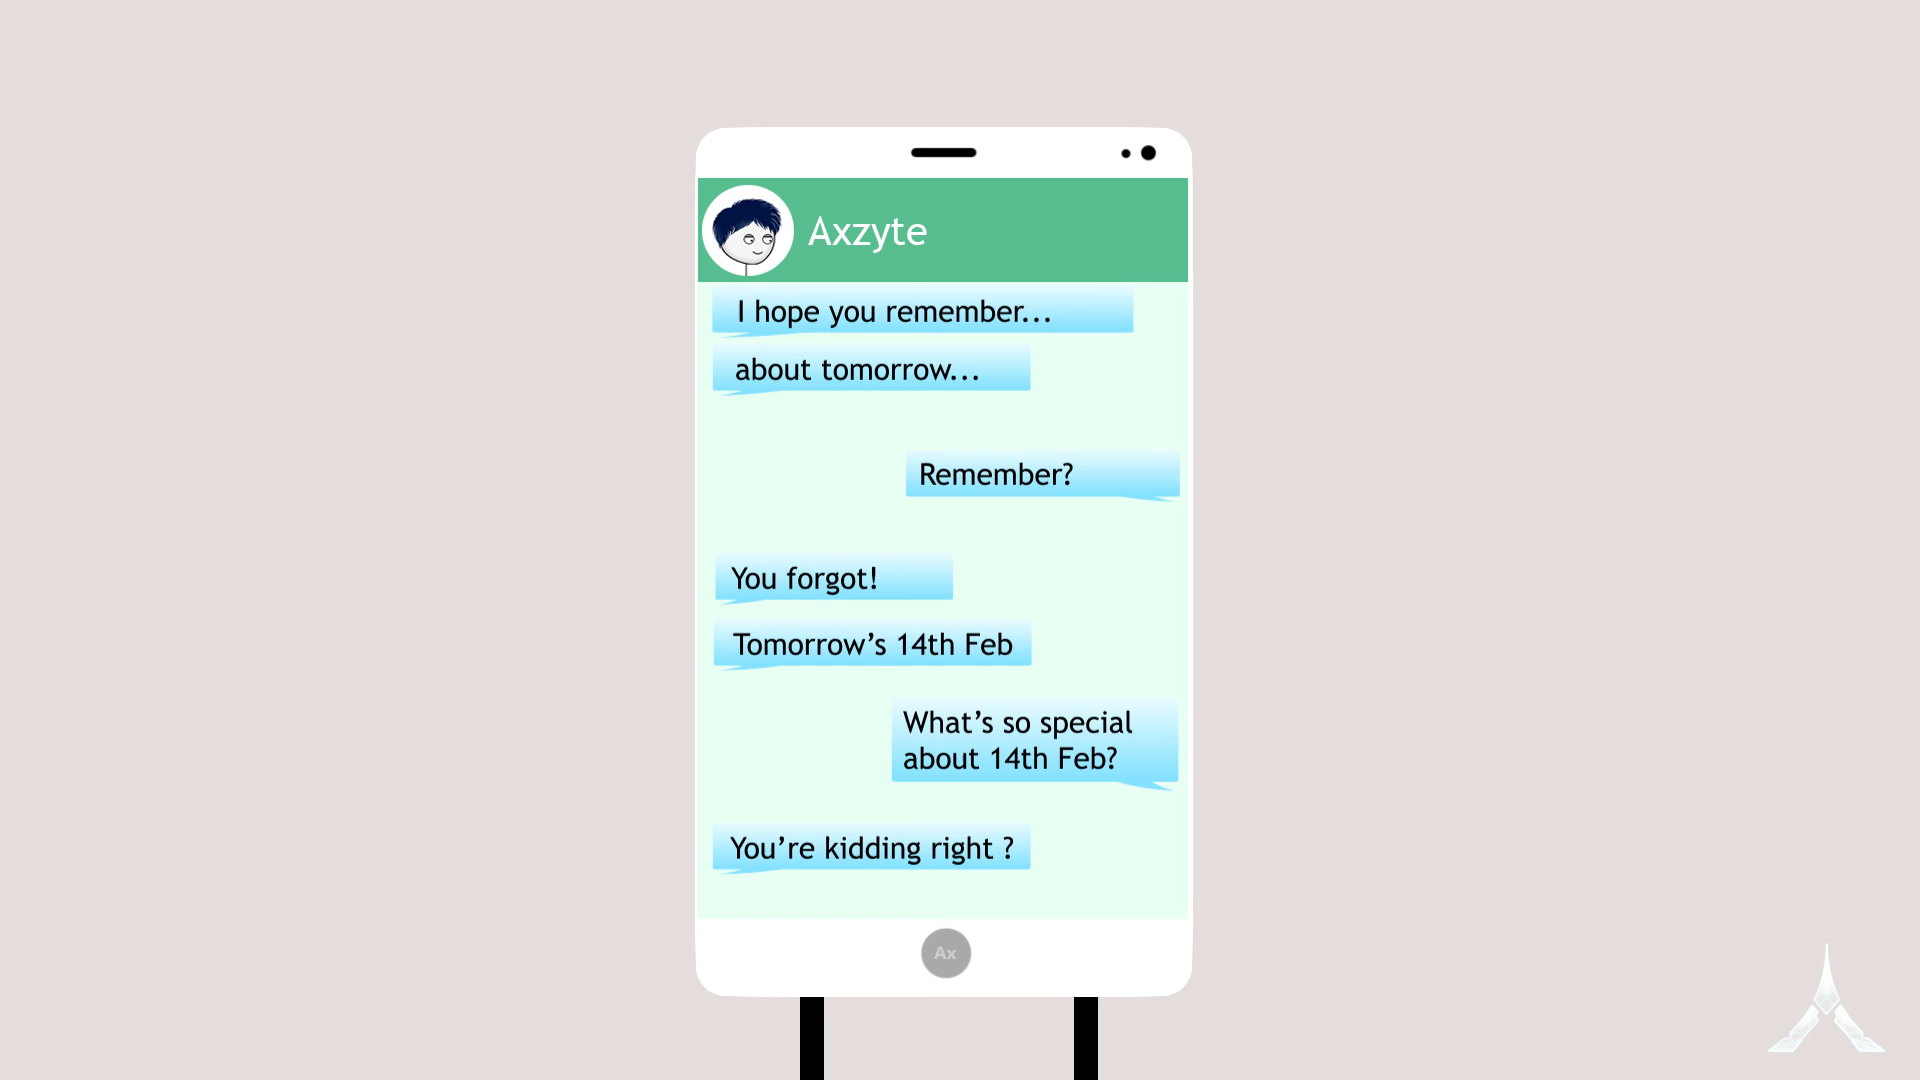 Axzyte
I hope you remember...
about tomorrow...
Remember?
You forgot!
Tomorrow’s 14th Feb
What’s so special
about 14th Feb?
You’re kidding right ?
Ax